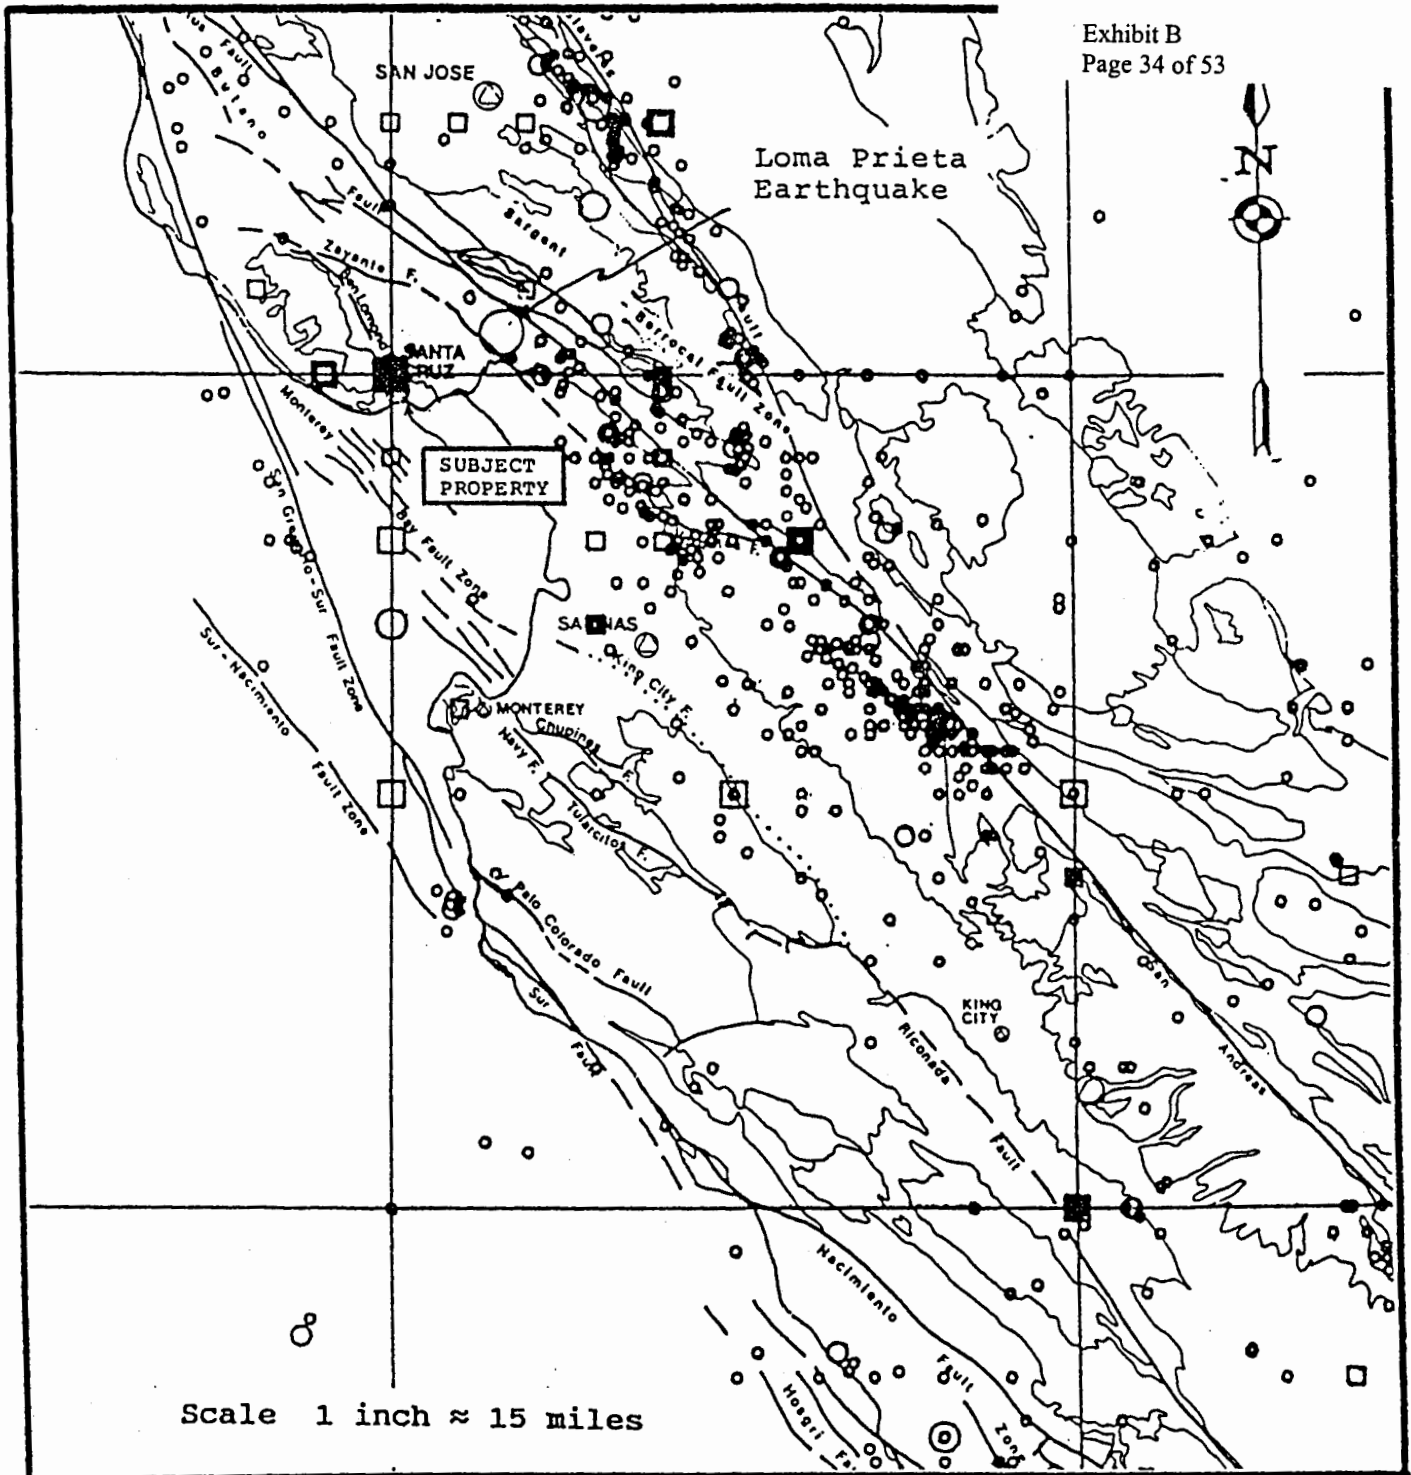 Exhibit B
Page 34 of 53
Fault
Butano
SAN JOSE
N
Loma Prieta
Earthquake
Fault
Sargent
Zayante F.
Ben Lomond
Berrocal Fault Zone
SANTA
CRUZ
Monterey
Bay Fault Zone
SUBJECT
PROPERTY
San Gregorio-Sur Fault Zone
Sur-Nacimiento Fault Zone
King City F.
MONTEREY
Chupines F.
Navy F.
Tularcitos F.
Palo Colorado Fault
Sur
Fault
KING
CITY
Riconada
Fault
San
Andreas
Nacimiento
Fault
Zone
Hosgri
Scale 1 inch ≈ 15 miles